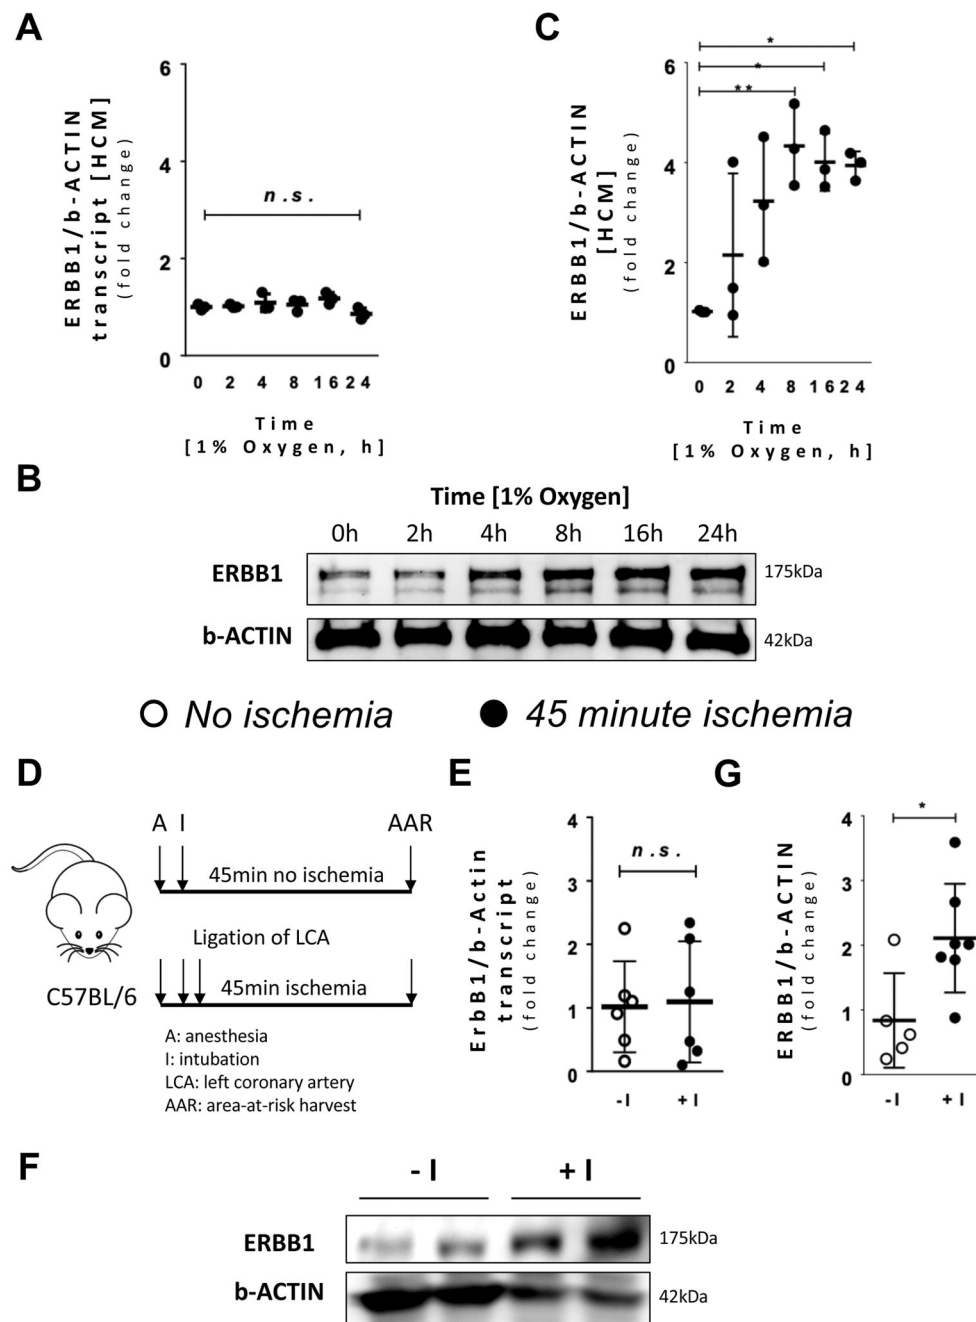 A
ERBB1/b-ACTIN
transcript [HCM]
(fold change)
6
4
2
0
n.s.
0 2 4 8 16 24
Time
[1% Oxygen, h]
C
ERBB1/b-ACTIN
[HCM]
(fold change)
6
4
2
0
*
*
**
0 2 4 8 16 24
Time
[1% Oxygen, h]
B
Time [1% Oxygen]
0h 2h 4h 8h 16h 24h
ERBB1 175kDa
b-ACTIN 42kDa
No ischemia 45 minute ischemia
D
A I AAR
45min no ischemia
Ligation of LCA
45min ischemia
C57BL/6
A: anesthesia
I: intubation
LCA: left coronary artery
AAR: area-at-risk harvest
E
ErbB1/b-Actin
transcript
(fold change)
4
3
2
1
0
n.s.
-I +I
G
ERBB1/b-ACTIN
(fold change)
4
3
2
1
0
*
-I +I
F
- I + I
ERBB1 175kDa
b-ACTIN 42kDa